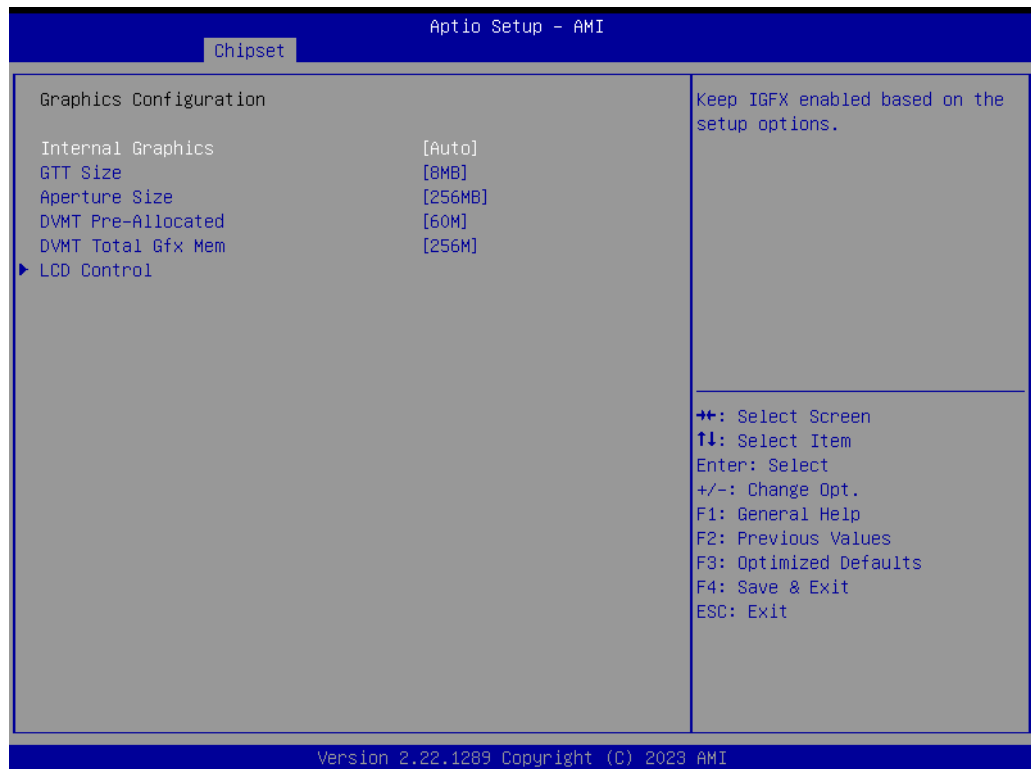 Aptio Setup - AMI
Chipset
Graphics Configuration
Internal Graphics [Auto]
GTT Size [8MB]
Aperture Size [256MB]
DVMT Pre-Allocated [60M]
DVMT Total Gfx Mem [256M]
LCD Control
Keep IGFX enabled based on the
setup options.
→←: Select Screen
↑↓: Select Item
Enter: Select
+/-: Change Opt.
F1: General Help
F2: Previous Values
F3: Optimized Defaults
F4: Save & Exit
ESC: Exit
Version 2.22.1289 Copyright (C) 2023 AMI